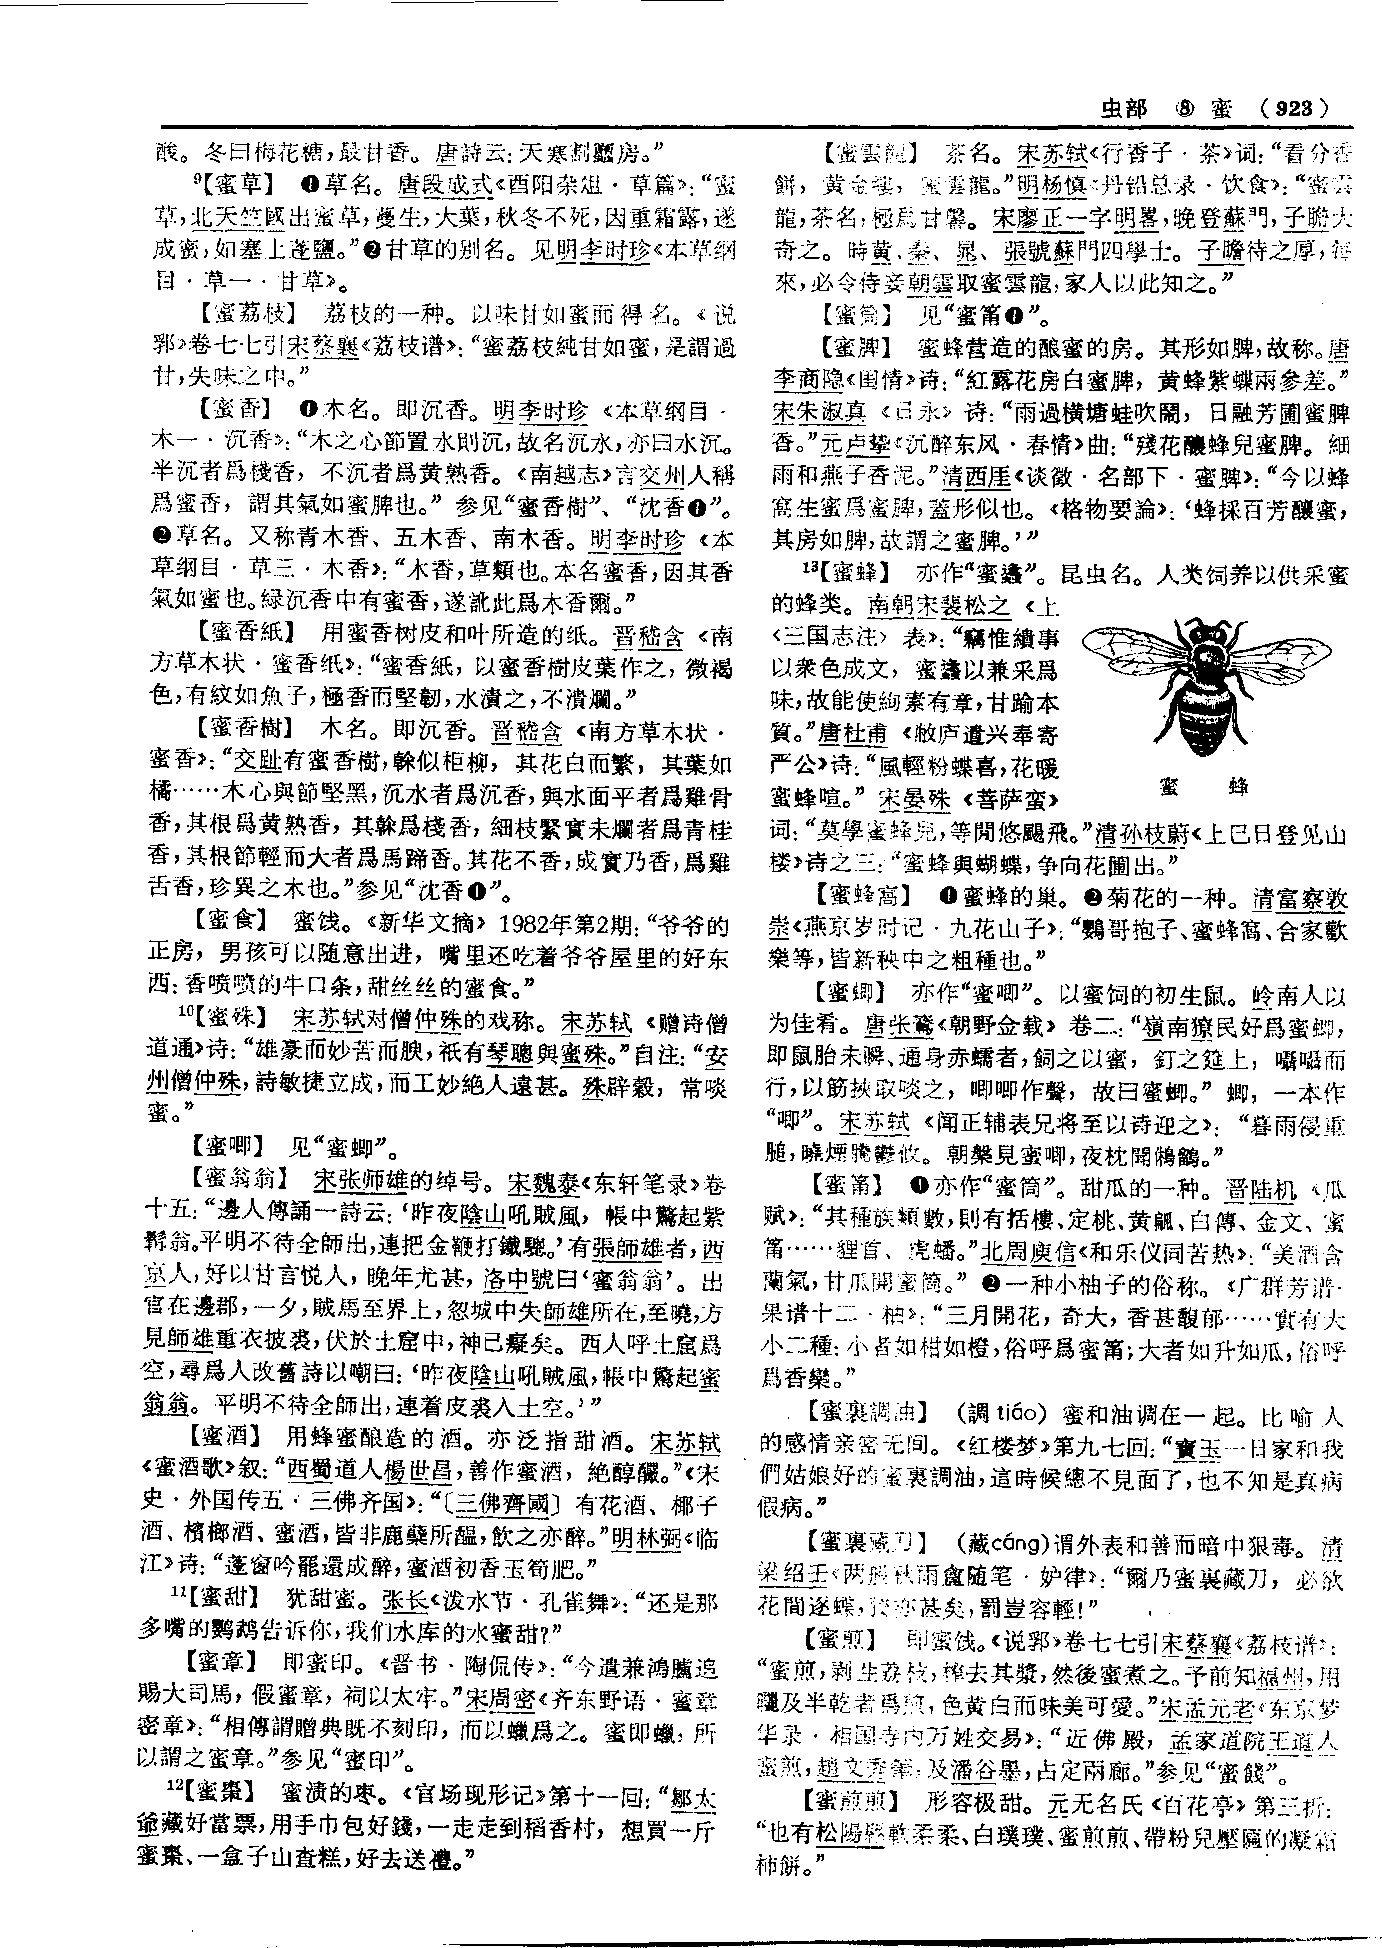 虫部 ⑧ 蜜 (923)
酸。冬曰梅花糖,最甘香。唐詩云:天寒割蠶房。”
⁹【蜜草】 ❶草名。唐段成式《酉阳杂俎·草篇》:“蜜
草,北天竺國出蜜草,蔓生,大葉,秋冬不死,因重霜露,遂
成蜜,如塞上蓬鹽。”❷甘草的别名。见明李时珍《本草纲
目·草一·甘草》。
【蜜荔枝】 荔枝的一种。以味甘如蜜而得名。《说
郛》卷七七引宋蔡襄《荔枝谱》:“蜜荔枝純甘如蜜,是謂過
甘,失味之中。”
【蜜香】 ❶木名。即沉香。明李时珍《本草纲目·
木一·沉香》:“木之心節置水則沉,故名沉水,亦曰水沉。
半沉者爲棧香,不沉者爲黄熟香。《南越志》言交州人稱
爲蜜香,謂其氣如蜜脾也。”参见“蜜香樹”、“沈香❶”。
❷草名。又称青木香、五木香、南木香。明李时珍《本
草纲目·草三·木香》:“木香,草類也。本名蜜香,因其香
氣如蜜也。緣沉香中有蜜香,遂訛此爲木香爾。”
【蜜香紙】 用蜜香树皮和叶所造的纸。晋嵇含《南
方草木状·蜜香纸》:“蜜香紙,以蜜香樹皮葉作之,微褐
色,有紋如魚子,極香而堅韌,水漬之,不潰爛。”
【蜜香樹】 木名。即沉香。晋嵇含《南方草木状·
蜜香》:“交趾有蜜香樹,榦似柜柳,其花白而繁,其葉如
橘……木心與節堅黑,沉水者爲沉香,與水面平者爲雞骨
香,其根爲黄熟香,其榦爲棧香,細枝緊實未爛者爲青桂
香,其根節輕而大者爲馬蹄香。其花不香,成實乃香,爲雞
舌香,珍異之木也。”参见“沈香❶”。
【蜜食】 蜜饯。《新华文摘》1982年第2期:“爷爷的
正房,男孩可以随意出进,嘴里还吃着爷爷屋里的好东
西:香喷喷的牛口条,甜丝丝的蜜食。”
¹⁰【蜜殊】 宋苏轼对僧仲殊的戏称。宋苏轼《赠诗僧
道通》诗:“雄豪而妙苦而腴,祇有琴聰與蜜殊。”自注:“安
州僧仲殊,詩敏捷立成,而工妙絶人遠甚。殊辟穀,常啖
蜜。”
【蜜唧】 见“蜜蝍”。
【蜜翁翁】 宋张师雄的绰号。宋魏泰《东轩笔录》卷
十五:“邊人傳誦一詩云:‘昨夜陰山吼賊風,帳中驚起紫
髯翁。平明不待全師出,連把金鞭打鐵驄。’有張師雄者,西
京人,好以甘言悦人,晚年尤甚,洛中號曰‘蜜翁翁’。出
官在邊郡,一夕,賊馬至界上,忽城中失師雄所在,至曉,方
見師雄重衣披裘,伏於土窟中,神已癡矣。西人呼土窟爲
空,尋爲人改舊詩以嘲曰:‘昨夜陰山吼賊風,帳中驚起蜜
翁翁。平明不待全師出,連着皮裘入土空。’”
【蜜酒】 用蜂蜜酿造的酒。亦泛指甜酒。宋苏轼
《蜜酒歌》叙:“西蜀道人楊世昌,善作蜜酒,絶醇釅。”《宋
史·外国传五·三佛齐国》:“〔三佛齊國〕有花酒、椰子
酒、檳榔酒、蜜酒,皆非麴糵所醖,飲之亦醉。”明林弼《临
江》诗:“蓬窗吟罷還成醉,蜜酒初香玉筍肥。”
¹¹【蜜甜】 犹甜蜜。张长《泼水节·孔雀舞》:“还是那
多嘴的鹦鹉告诉你,我们水库的水蜜甜?”
【蜜章】 即蜜印。《晋书·陶侃传》:“今遣兼鴻臚追
賜大司馬,假蜜章,祠以太牢。”宋周密《齐东野语·蜜章
密章》:“相傳謂贈典既不刻印,而以蠟爲之。蜜即蠟,所
以謂之蜜章。”参见“蜜印”。
¹²【蜜棗】 蜜渍的枣。《官场现形记》第十一回:“鄒太
爺藏好當票,用手巾包好錢,一走走到稻香村,想買一斤
蜜棗、一盒子山查糕,好去送禮。”
【蜜雲龍】 茶名。宋苏轼《行香子·茶》词:“看分香
餅,黄金縷,蜜雲龍。”明杨慎《丹铅总录·饮食》:“蜜雲
龍,茶名,極爲甘馨。宋廖正一字明畧,晚登蘇門,子瞻大
奇之。時黄、秦、晁、張號蘇門四學士。子瞻待之厚,每
來,必令侍妾朝雲取蜜雲龍,家人以此知之。”
【蜜筩】 见“蜜筩❶”。
【蜜脾】 蜜蜂营造的酿蜜的房。其形如脾,故称。唐
李商隐《闺情》诗:“紅露花房白蜜脾,黄蜂紫蝶兩參差。”
宋朱淑真《日永》诗:“雨過横塘蛙吹鬧,日融芳圃蜜脾
香。”元卢挚《沉醉东风·春情》曲:“殘花釀蜂兒蜜脾。細
雨和燕子香泥。”清西厓《谈徵·名部下·蜜脾》:“今以蜂
窩生蜜爲蜜脾,蓋形似也。《格物要論》:‘蜂採百芳釀蜜,
其房如脾,故謂之蜜脾。’”
¹³【蜜蜂】 亦作“蜜蠭”。昆虫名。人类饲养以供采蜜
的蜂类。南朝宋裴松之《上
〈三国志注〉表》:“竊惟繢事
以衆色成文,蜜蠭以兼采爲
味,故能使絢素有章,甘踰本
質。”唐杜甫《敝庐遣兴奉寄
严公》诗:“風輕粉蝶喜,花暖
蜜蜂喧。”宋晏殊《菩萨蛮》
蜜 蜂
词:“莫學蜜蜂兒,等閒悠颺飛。”清孙枝蔚《上巳日登见山
楼》诗之三:“蜜蜂與蝴蝶,争向花圃出。”
【蜜蜂窩】 ❶蜜蜂的巢。❷菊花的一种。清富察敦
崇《燕京岁时记·九花山子》:“鸚哥抱子、蜜蜂窩、合家歡
樂等,皆新秧中之粗種也。”
【蜜蝍】 亦作“蜜唧”。以蜜饲的初生鼠。岭南人以
为佳肴。唐张鷟《朝野佥载》卷二:“嶺南獠民好爲蜜蝍,
即鼠胎未瞬、通身赤蠕者,飼之以蜜,飣之筵上,囁囁而
行,以筯挾取啖之,唧唧作聲,故曰蜜蝍。”蝍,一本作
“唧”。宋苏轼《闻正辅表兄将至以诗迎之》:“暮雨侵重
膇,曉煙騰鬱攸。朝槃見蜜唧,夜枕聞鵂鶹。”
【蜜筩】 ❶亦作“蜜筒”。甜瓜的一种。晋陆机《瓜
赋》:“其種族類數,則有括樓、定桃、黄瓤、白傳、金文、蜜
筩……貍首、虎蟠。”北周庾信《和乐仪同苦热》:“美酒含
蘭氣,甘瓜開蜜筒。”❷一种小柚子的俗称。《广群芳谱·
果谱十二·柚》:“三月開花,奇大,香甚馥郁……實有大
小二種:小者如柑如橙,俗呼爲蜜筩;大者如升如瓜,俗呼
爲香欒。”
【蜜裏調油】 (調tiáo)蜜和油调在一起。比喻人
的感情亲密无间。《红楼梦》第九七回:“寶玉一日家和我
們姑娘好的蜜裏調油,這時候總不見面了,也不知是真病
假病。”
【蜜裏藏刀】 (藏cáng)谓外表和善而暗中狠毒。清
梁绍壬《两般秋雨盦随笔·妒律》:“爾乃蜜裏藏刀,必欲
花間逐蝶,殘亦甚矣,罰豈容輕!”
【蜜煎】 即蜜饯。《说郛》卷七七引宋蔡襄《荔枝谱》:
“蜜煎,剥生荔枝,榨去其漿,然後蜜煮之。予前知福州,用
曬及半乾者爲煎,色黄白而味美可愛。”宋孟元老《东京梦
华录·相国寺内万姓交易》:“近佛殿,孟家道院王道人
蜜煎,趙文秀筆,及潘谷墨,占定兩廊。”参见“蜜餞”。
【蜜煎煎】 形容极甜。元无名氏《百花亭》第三折:
“也有松陽縣軟柔柔、白璞璞、蜜煎煎、帶粉兒壓匾的凝霜
柿餅。”